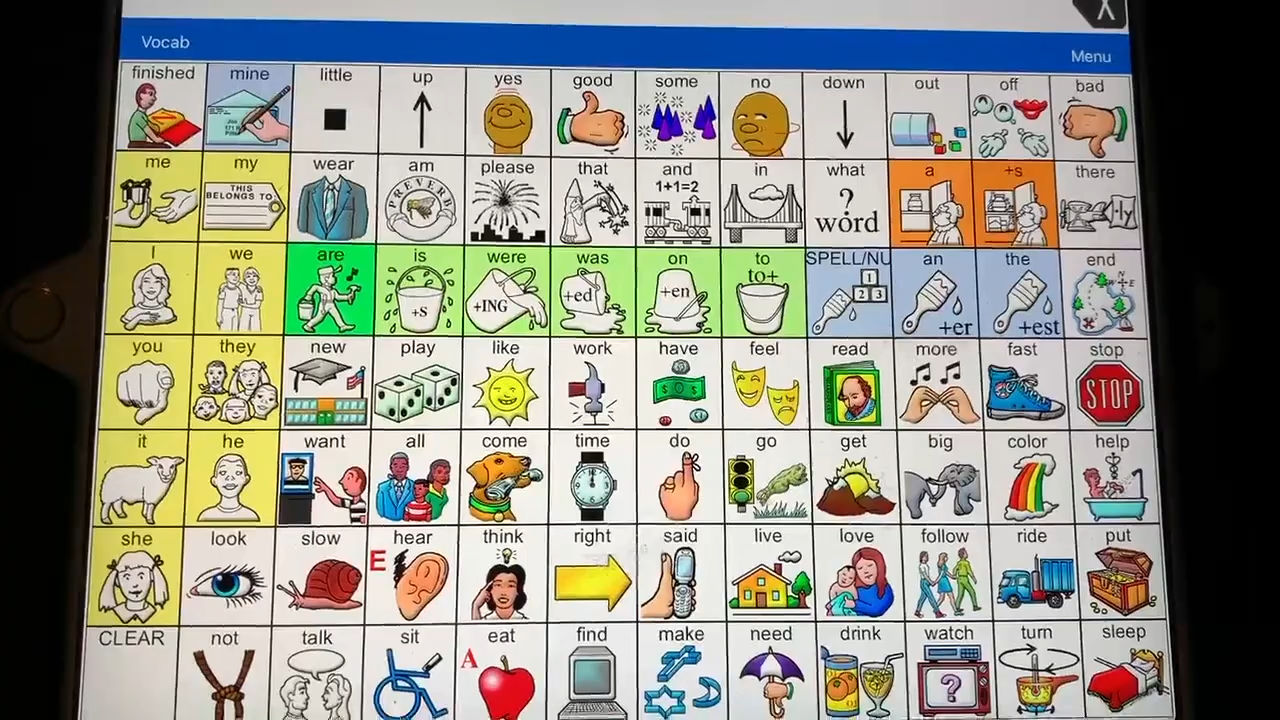 X
Vocab Menu
finished mine little up yes good some no down out off bad
me my wear am please that and in what a +s there
THIS BELONGS TO PREVERB 1+1=2 ? word -ly
I we are is were was on to SPELL/NU an the end
+S +ING +ed +en to+ 1 2 3 +er +est N E
you they new play like work have feel read more fast stop
STOP
it he want all come time do go get big color help
she look slow hear think right said live love follow ride put
E
CLEAR not talk sit eat find make need drink watch turn sleep
A ?